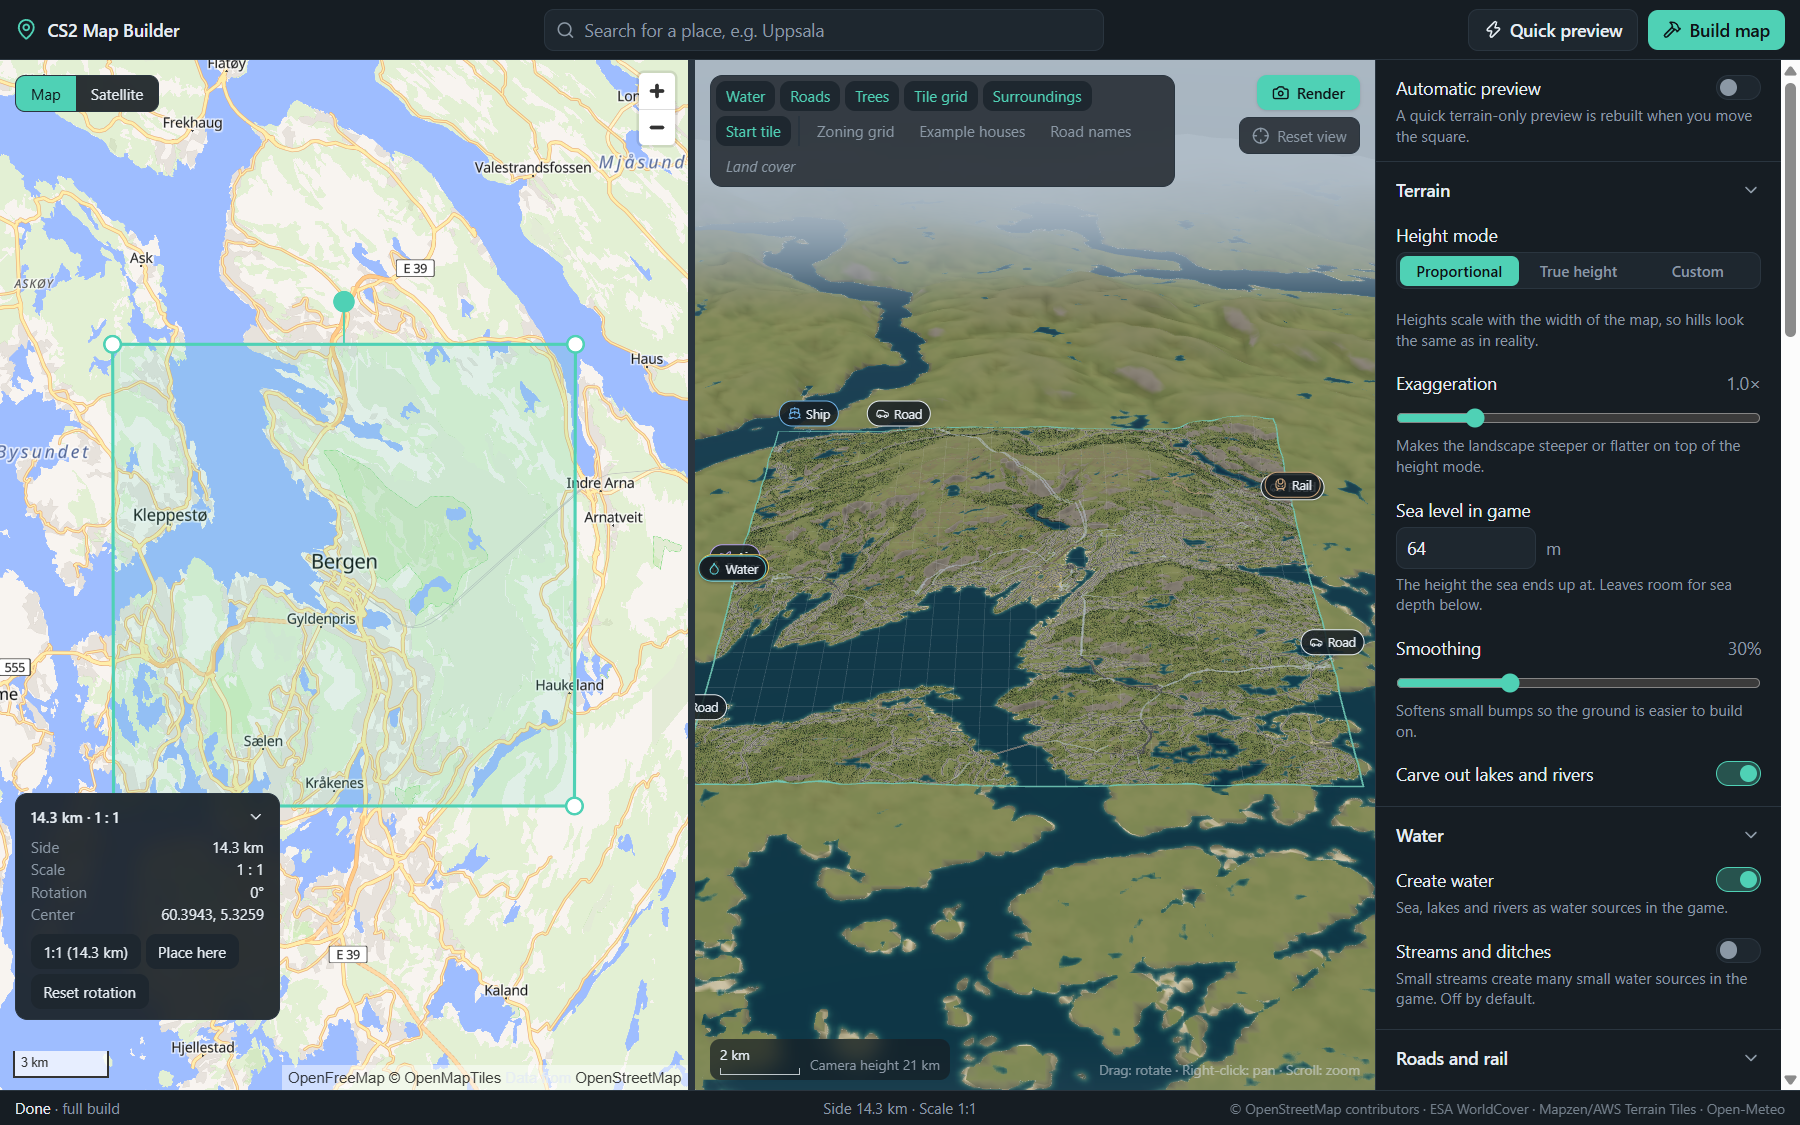 CS2 Map Builder
Search for a place, e.g. Uppsala
Quick preview
Build map
Map
Satellite
Flatøy
Frekhaug
Valestrandsfossen
Mjåsund
Ask
ASKØY
E 39
Haus
Indre Arna
Arnatveit
Kleppestø
Bergen
Gyldenpris
555
Haukeland
Sælen
Kråkenes
14.3 km · 1 : 1
Side 14.3 km
Scale 1 : 1
Rotation 0°
Center 60.3943, 5.3259
1:1 (14.3 km)
Place here
Reset rotation
E 39
Kaland
Hjellestad
3 km
OpenFreeMap © OpenMapTiles Data from OpenStreetMap
Water
Roads
Trees
Tile grid
Surroundings
Start tile
Zoning grid
Example houses
Road names
Land cover
Render
Reset view
Ship
Road
Rail
Water
Road
2 km
Camera height 21 km
Drag: rotate · Right-click: pan · Scroll: zoom
Automatic preview
A quick terrain-only preview is rebuilt when you move
the square.
Terrain
Height mode
Proportional
True height
Custom
Heights scale with the width of the map, so hills look
the same as in reality.
Exaggeration 1.0×
Makes the landscape steeper or flatter on top of the
height mode.
Sea level in game
64 m
The height the sea ends up at. Leaves room for sea
depth below.
Smoothing 30%
Softens small bumps so the ground is easier to build
on.
Carve out lakes and rivers
Water
Create water
Sea, lakes and rivers as water sources in the game.
Streams and ditches
Small streams create many small water sources in the
game. Off by default.
Roads and rail
Done · full build
Side 14.3 km · Scale 1:1
© OpenStreetMap contributors · ESA WorldCover · Mapzen/AWS Terrain Tiles · Open-Meteo